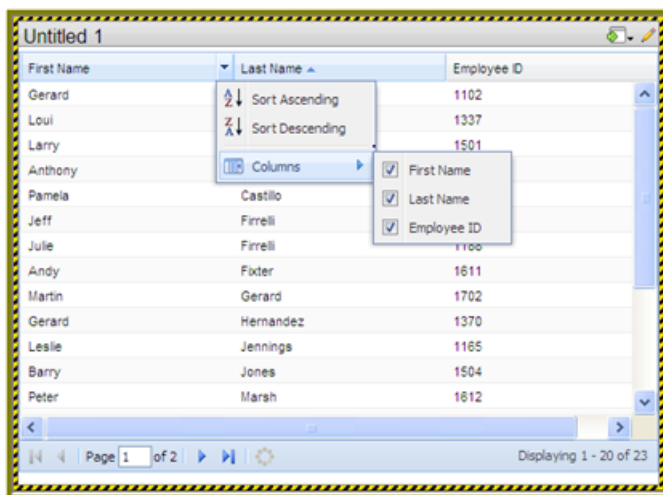 Untitled 1
First Name Last Name Employee ID
Gerard 1102
Sort Ascending
Loui 1337
Sort Descending
Larry 1501
Anthony Columns First Name
Pamela Castillo Last Name
Jeff Firrelli Employee ID
Julie Firrelli 1188
Andy Fixter 1611
Martin Gerard 1702
Gerard Hernandez 1370
Leslie Jennings 1165
Barry Jones 1504
Peter Marsh 1612
Page 1 of 2 Displaying 1 - 20 of 23